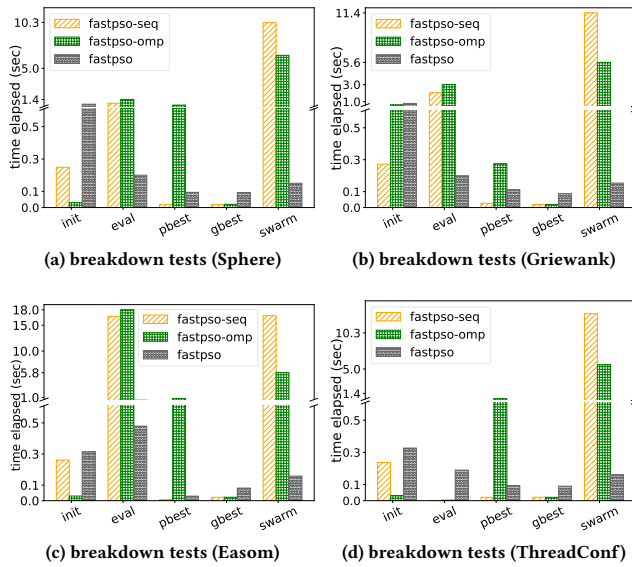 10.3
5.0
1.4
0.5
0.3
0.1
0.0
time elapsed (sec)
fastpso-seq
fastpso-omp
fastpso
init eval pbest gbest swarm
(a) breakdown tests (Sphere)
11.4
5.6
3.0
1.0
0.5
0.3
0.1
0.0
time elapsed (sec)
fastpso-seq
fastpso-omp
fastpso
init eval pbest gbest swarm
(b) breakdown tests (Griewank)
18.0
15.0
10.0
5.8
1.0
0.5
0.3
0.1
0.0
time elapsed (sec)
fastpso-seq
fastpso-omp
fastpso
init eval pbest gbest swarm
(c) breakdown tests (Easom)
10.3
5.0
1.4
0.5
0.3
0.1
0.0
time elapsed (sec)
fastpso-seq
fastpso-omp
fastpso
init eval pbest gbest swarm
(d) breakdown tests (ThreadConf)